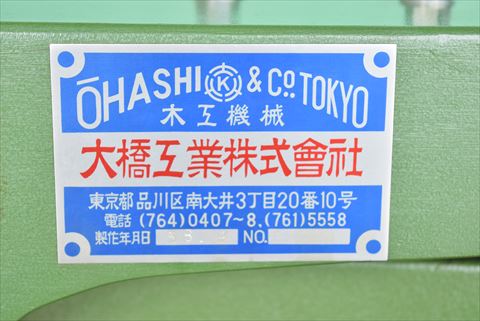 ŌHASHI K & Co. TOKYO
木工機械
大橋工業株式會社
東京都品川区南大井3丁目20番10号
電話 (764)0407~8, (761)5558
製作年月日 NO.